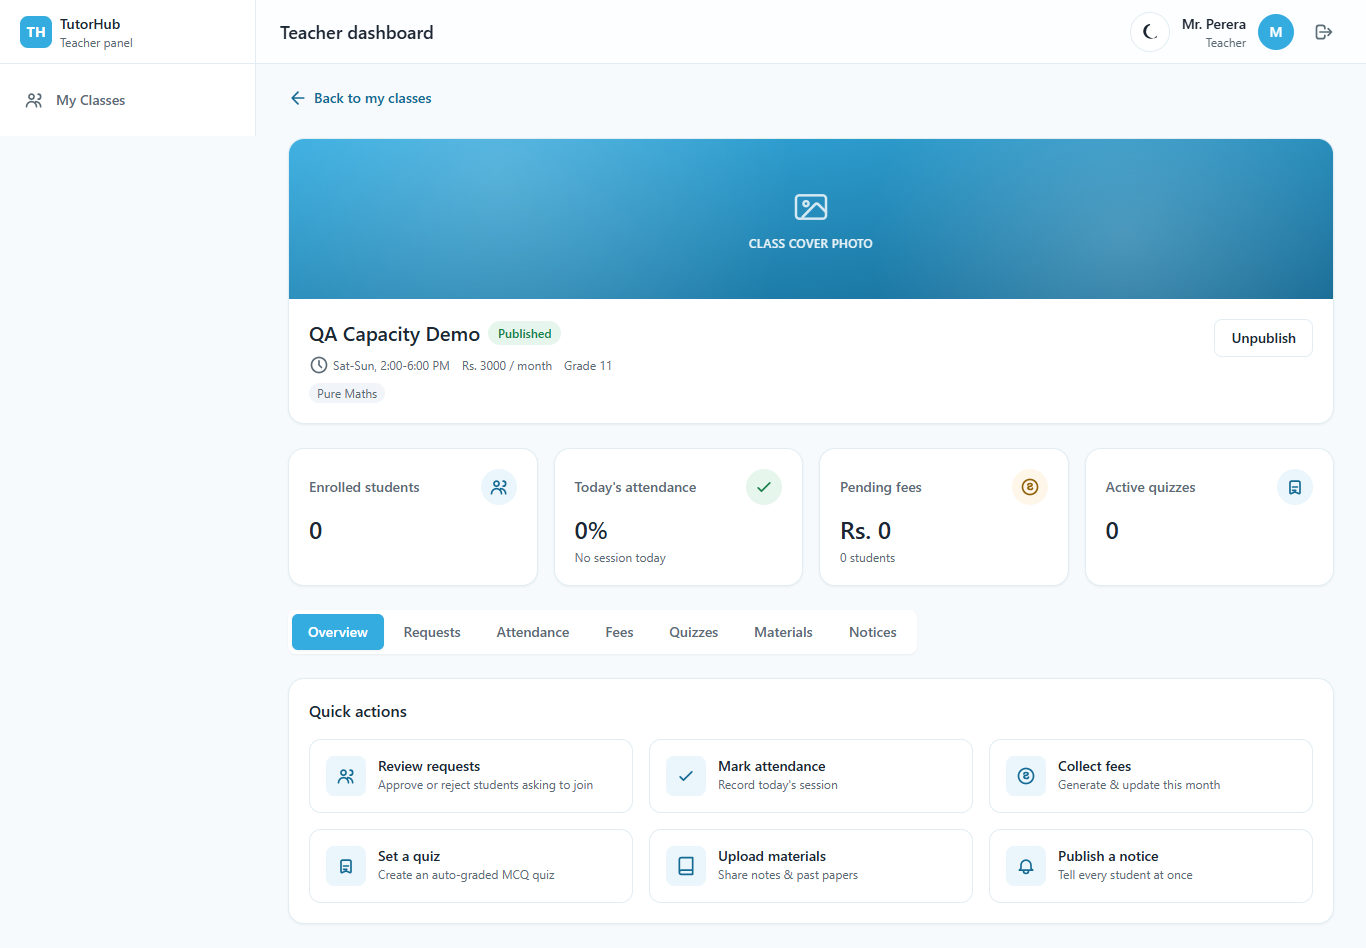 TH
TutorHub
Teacher panel
Teacher dashboard
Mr. Perera
Teacher
M
My Classes
Back to my classes
CLASS COVER PHOTO
QA Capacity Demo
Published
Unpublish
Sat-Sun, 2:00-6:00 PM Rs. 3000 / month Grade 11
Pure Maths
Enrolled students
0
Today's attendance
0%
No session today
Pending fees
Rs. 0
0 students
Active quizzes
0
Overview Requests Attendance Fees Quizzes Materials Notices
Quick actions
Review requests
Approve or reject students asking to join
Mark attendance
Record today's session
Collect fees
Generate & update this month
Set a quiz
Create an auto-graded MCQ quiz
Upload materials
Share notes & past papers
Publish a notice
Tell every student at once